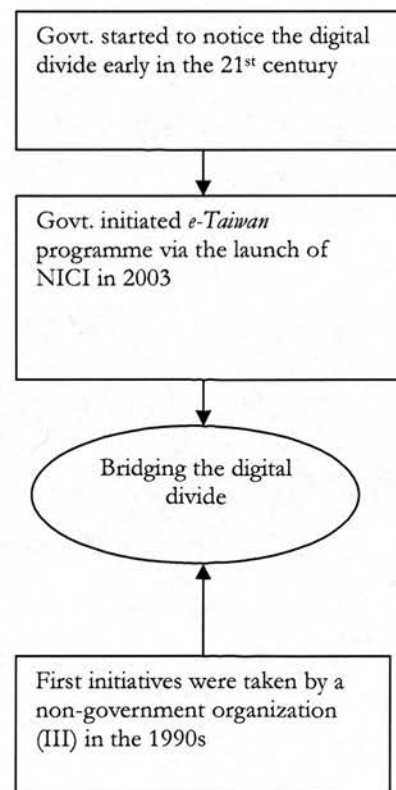 Govt. started to notice the digital
divide early in the 21st century
Govt. initiated e-Taiwan
programme via the launch of
NICI in 2003
Bridging the digital
divide
First initiatives were taken by a
non-government organization
(III) in the 1990s